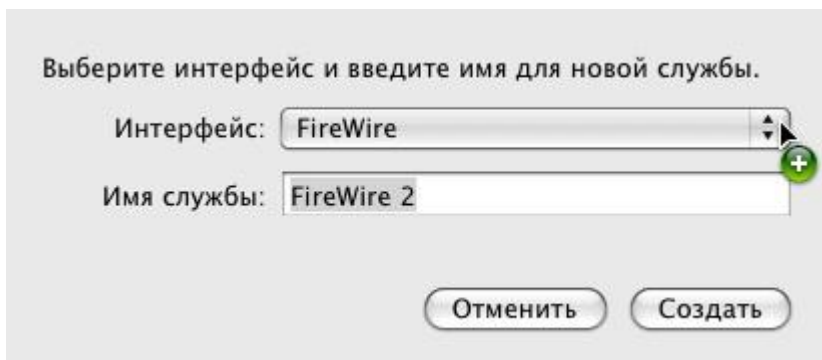 Выберите интерфейс и введите имя для новой службы.
Интерфейс: FireWire
Имя службы: FireWire 2
Отменить Создать